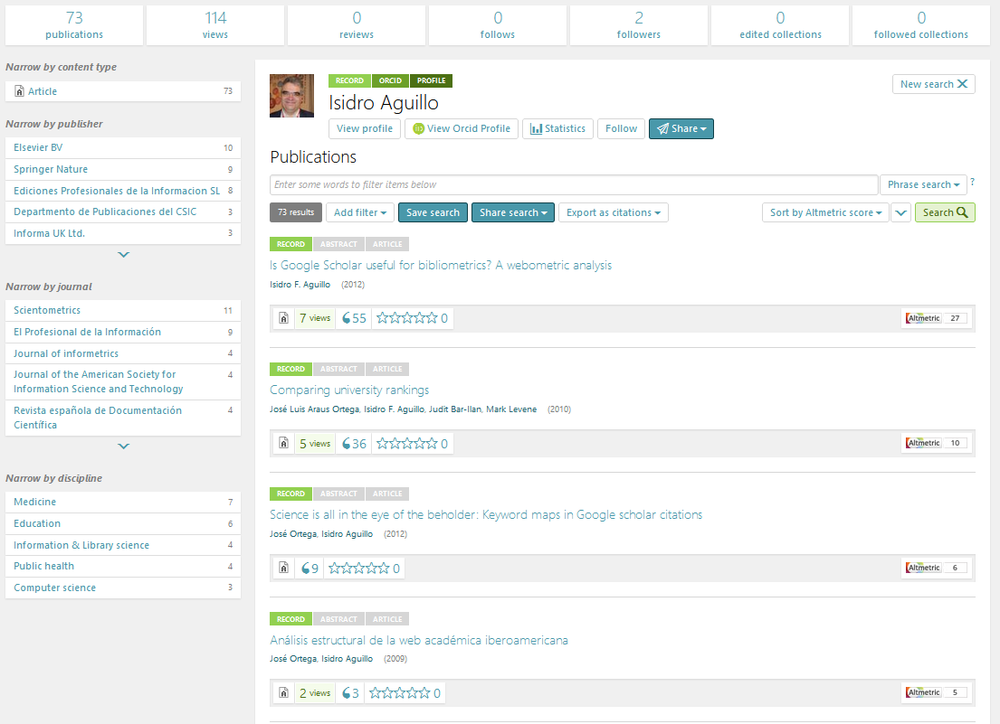 73
publications
114
views
0
reviews
0
follows
2
followers
0
edited collections
0
followed collections
Narrow by content type
Article 73
Narrow by publisher
Elsevier BV 10
Springer Nature 9
Ediciones Profesionales de la Informacion SL 8
Departmento de Publicaciones del CSIC 3
Informa UK Ltd. 3
Narrow by journal
Scientometrics 11
El Profesional de la Información 9
Journal of informetrics 4
Journal of the American Society for 4
Information Science and Technology
Revista española de Documentación 4
Científica
Narrow by discipline
Medicine 7
Education 6
Information & Library science 4
Public health 4
Computer science 3
RECORD ORCID PROFILE
New search
Isidro Aguillo
View profile iD View Orcid Profile Statistics Follow Share
Publications
Enter some words to filter items below Phrase search ?
73 results Add filter Save search Share search Export as citations Sort by Altmetric score Search
RECORD ABSTRACT ARTICLE
Is Google Scholar useful for bibliometrics? A webometric analysis
Isidro F. Aguillo (2012)
7 views 55 0 Altmetric 27
RECORD ABSTRACT ARTICLE
Comparing university rankings
José Luis Araus Ortega, Isidro F. Aguillo, Judit Bar-Ilan, Mark Levene (2010)
5 views 36 0 Altmetric 10
RECORD ABSTRACT ARTICLE
Science is all in the eye of the beholder: Keyword maps in Google scholar citations
José Ortega, Isidro Aguillo (2012)
9 0 Altmetric 6
RECORD ABSTRACT ARTICLE
Análisis estructural de la web académica iberoamericana
José Ortega, Isidro Aguillo (2009)
2 views 3 0 Altmetric 5